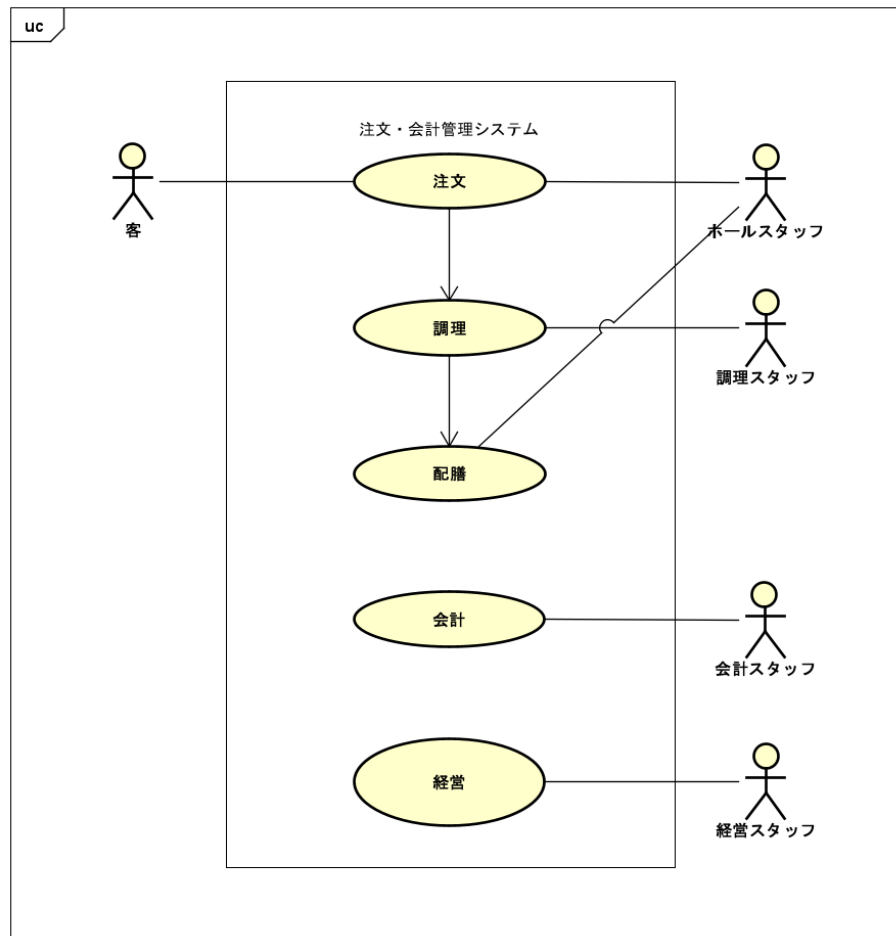 uc
注文・会計管理システム
客
注文
ホールスタッフ
調理
調理スタッフ
配膳
会計
会計スタッフ
経営
経営スタッフ